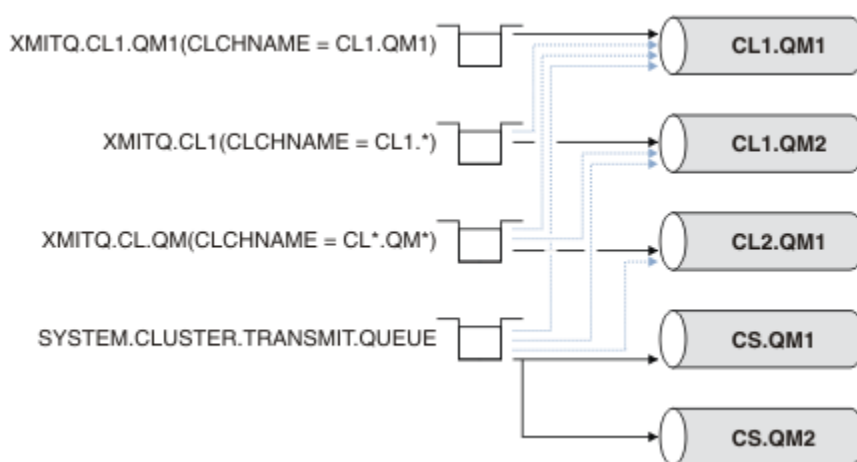 XMITQ.CL1.QM1(CLCHNAME = CL1.QM1)
CL1.QM1
XMITQ.CL1(CLCHNAME = CL1.*)
CL1.QM2
XMITQ.CL.QM(CLCHNAME = CL*.QM*)
CL2.QM1
SYSTEM.CLUSTER.TRANSMIT.QUEUE
CS.QM1
CS.QM2